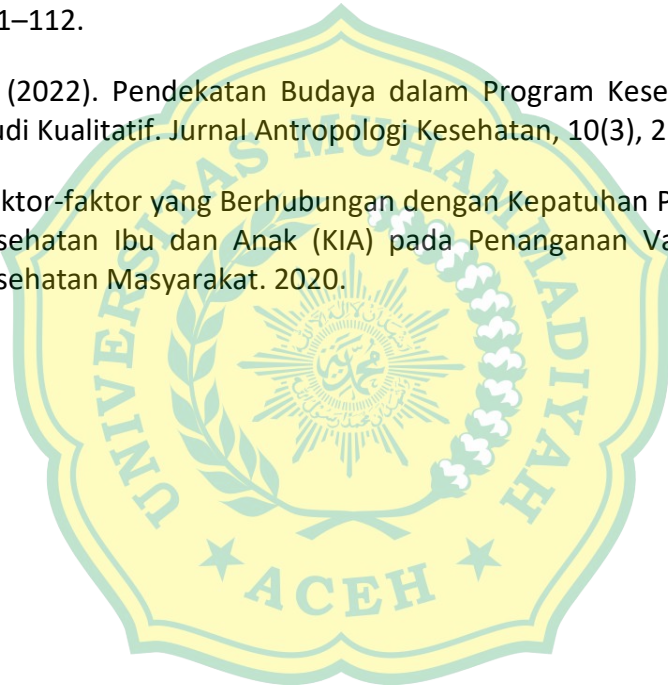 1–112.
(2022). Pendekatan Budaya dalam Program Kese
udi Kualitatif. Jurnal Antropologi Kesehatan, 10(3), 2
ktor-faktor yang Berhubungan dengan Kepatuhan P
sehatan Ibu dan Anak (KIA) pada Penanganan Va
sehatan Masyarakat. 2020.
UNIVERSITAS MUHAMMADIYAH
ACEH